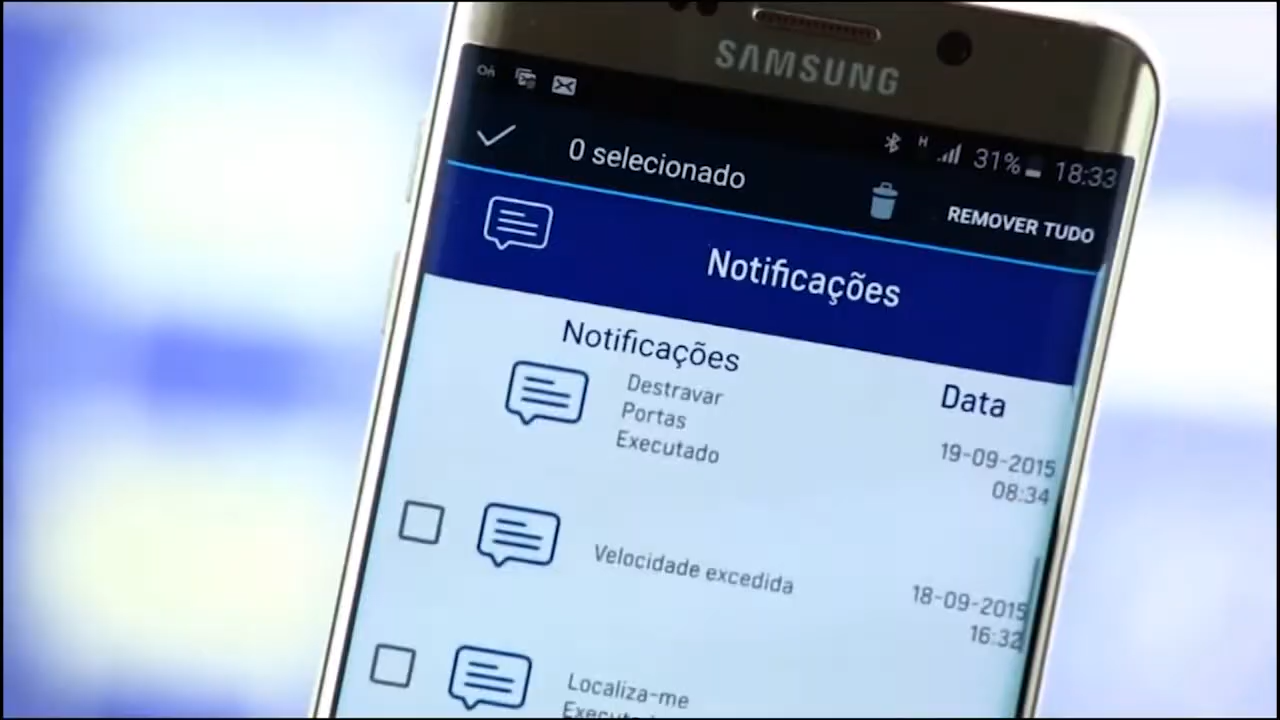 SAMSUNG
31% 18:33
0 selecionado
REMOVER TUDO
Notificações
Notificações
Data
Destravar
Portas
Executado
19-09-2015
08:34
Velocidade excedida
18-09-2015
16:32
Localiza-me